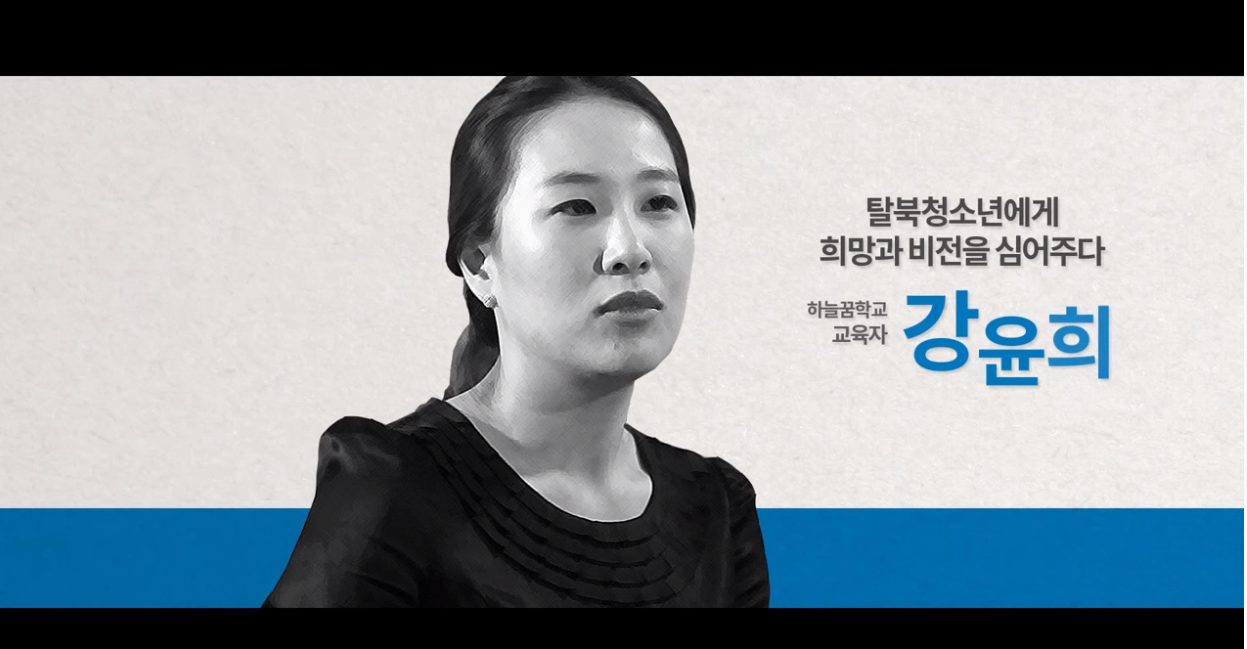 탈북청소년에게
희망과 비전을 심어주다
하늘꿈학교
교육자
강윤희